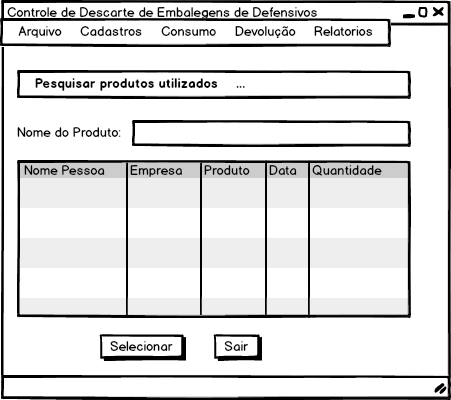 Controle de Descarte de Embalegens de Defensivos
Arquivo Cadastros Consumo Devolução Relatorios
Pesquisar produtos utilizados ...
Nome do Produto:
Nome Pessoa Empresa Produto Data Quantidade
Selecionar Sair